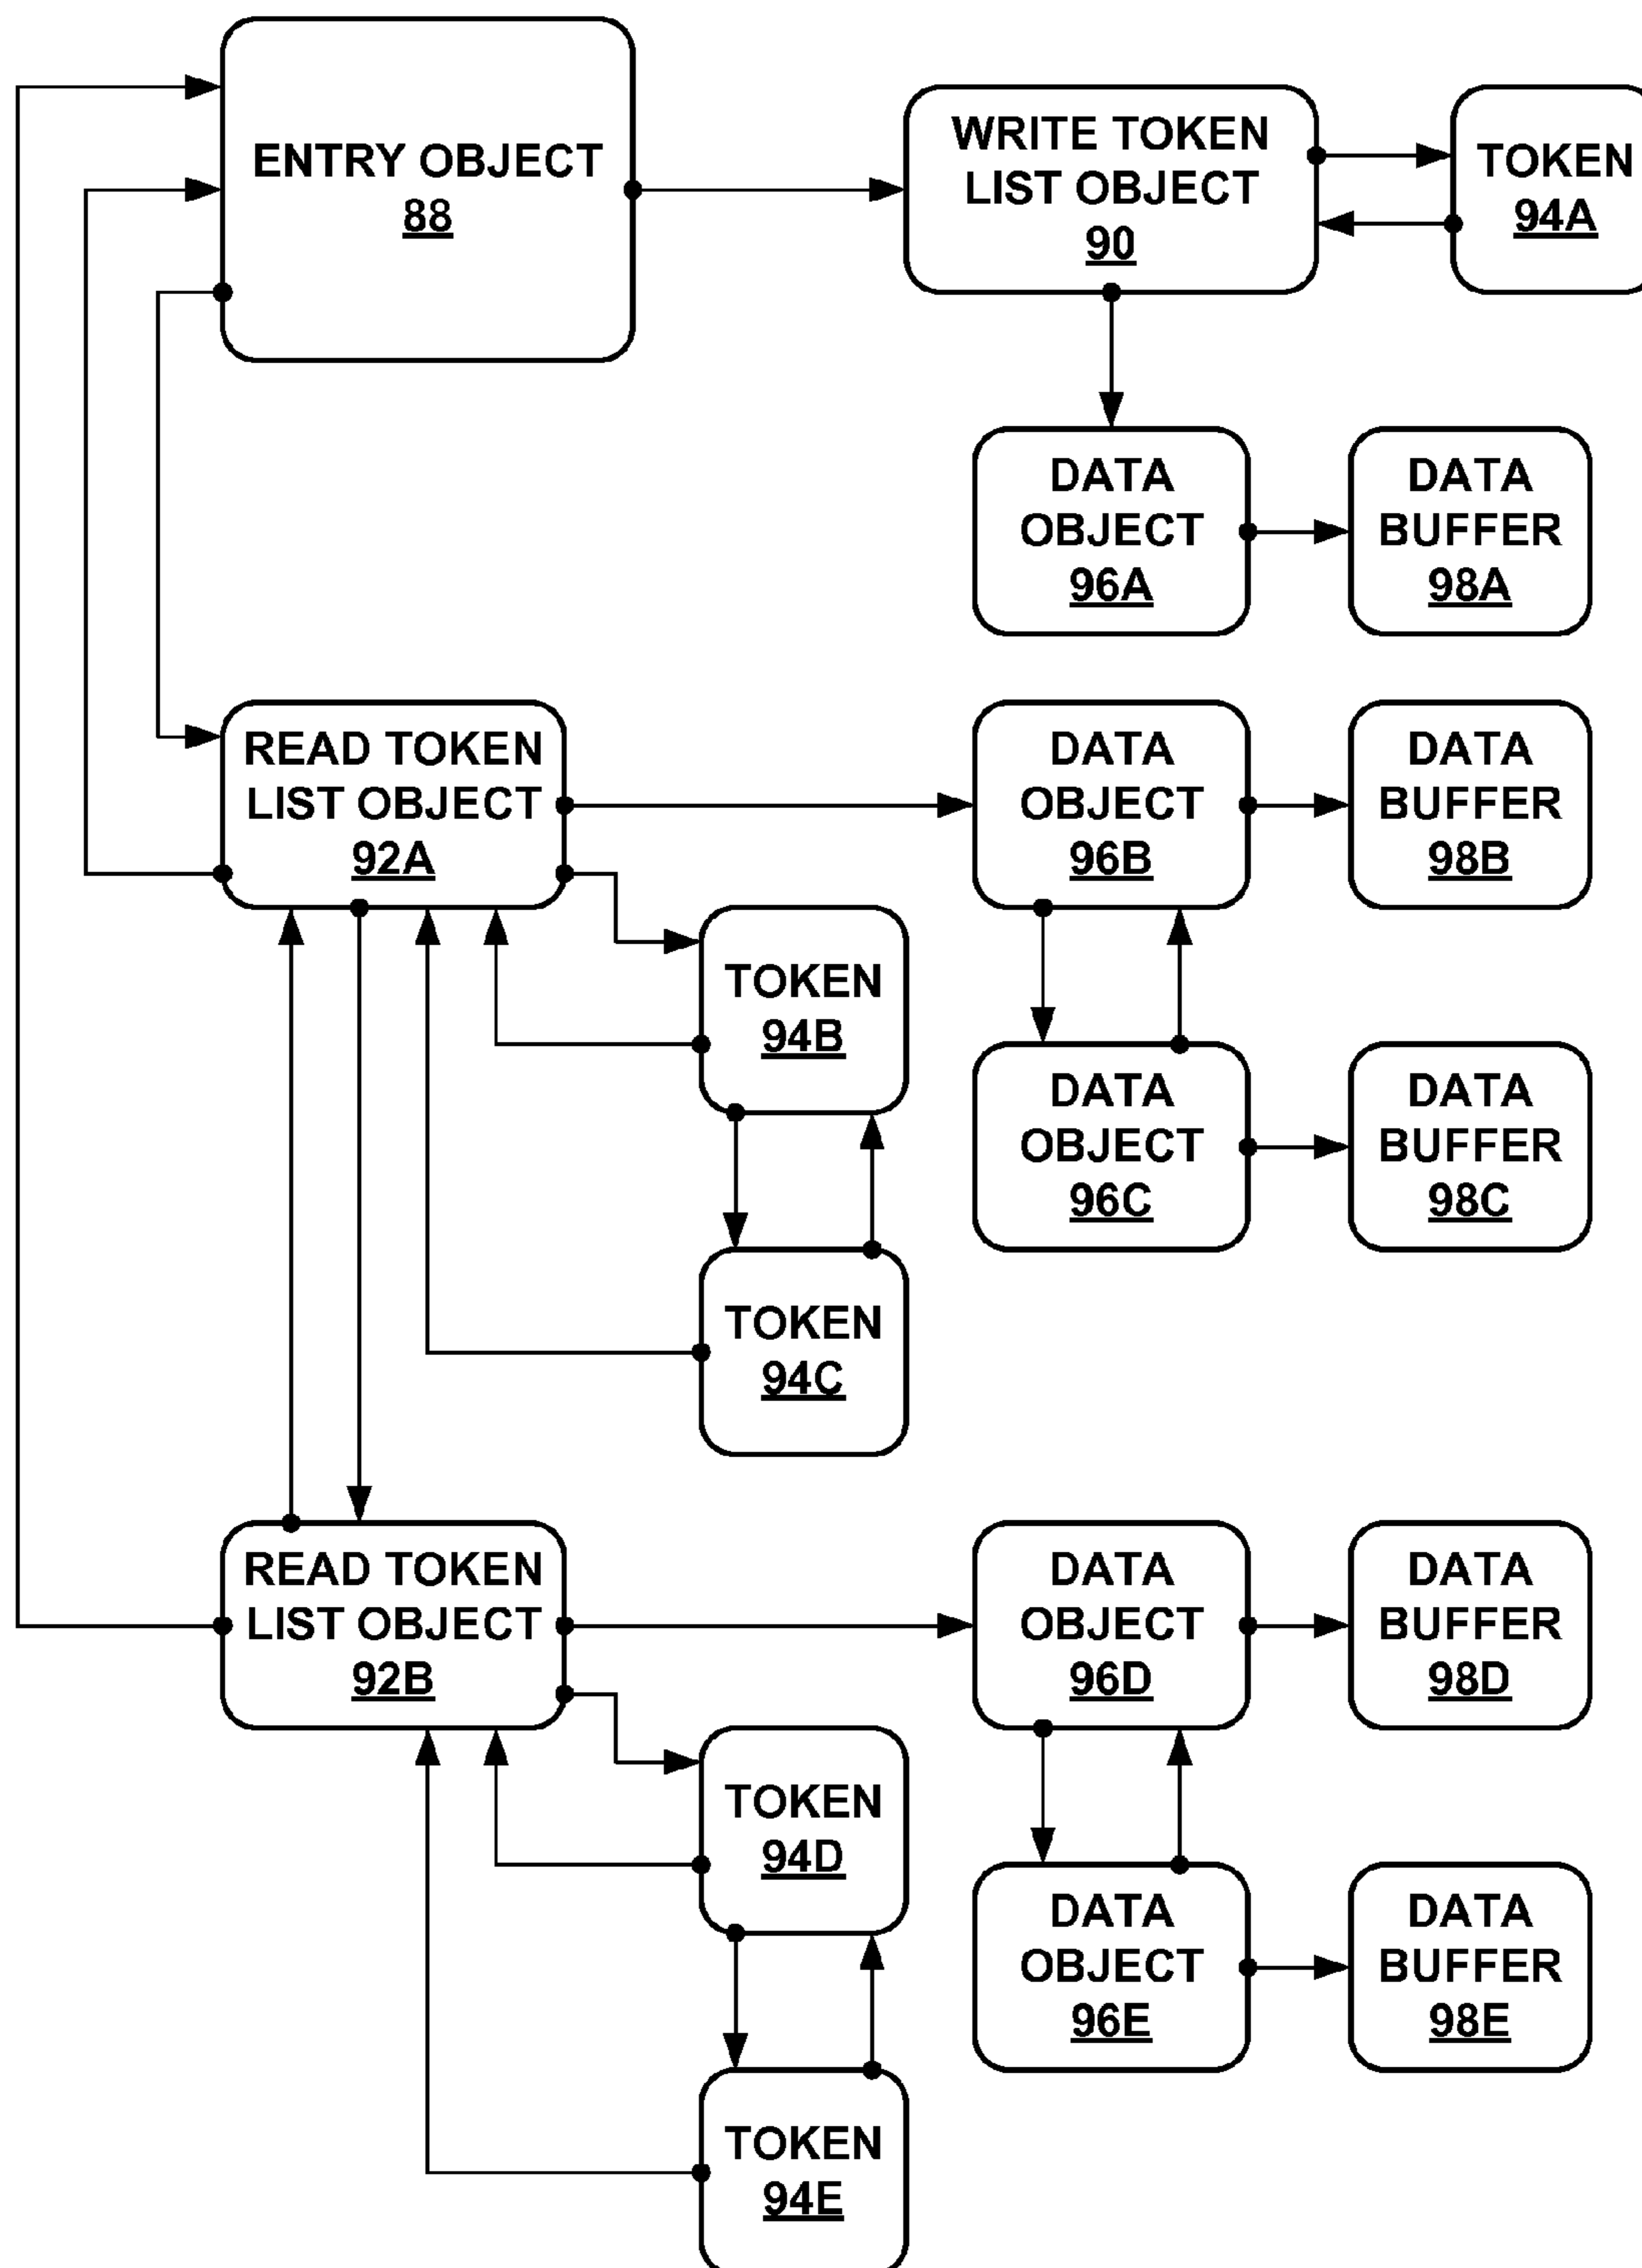 ENTRY OBJECT
88
WRITE TOKEN
LIST OBJECT
90
TOKEN
94A
DATA
OBJECT
96A
DATA
BUFFER
98A
READ TOKEN
LIST OBJECT
92A
DATA
OBJECT
96B
DATA
BUFFER
98B
TOKEN
94B
DATA
OBJECT
96C
DATA
BUFFER
98C
TOKEN
94C
READ TOKEN
LIST OBJECT
92B
DATA
OBJECT
96D
DATA
BUFFER
98D
TOKEN
94D
DATA
OBJECT
96E
DATA
BUFFER
98E
TOKEN
94E